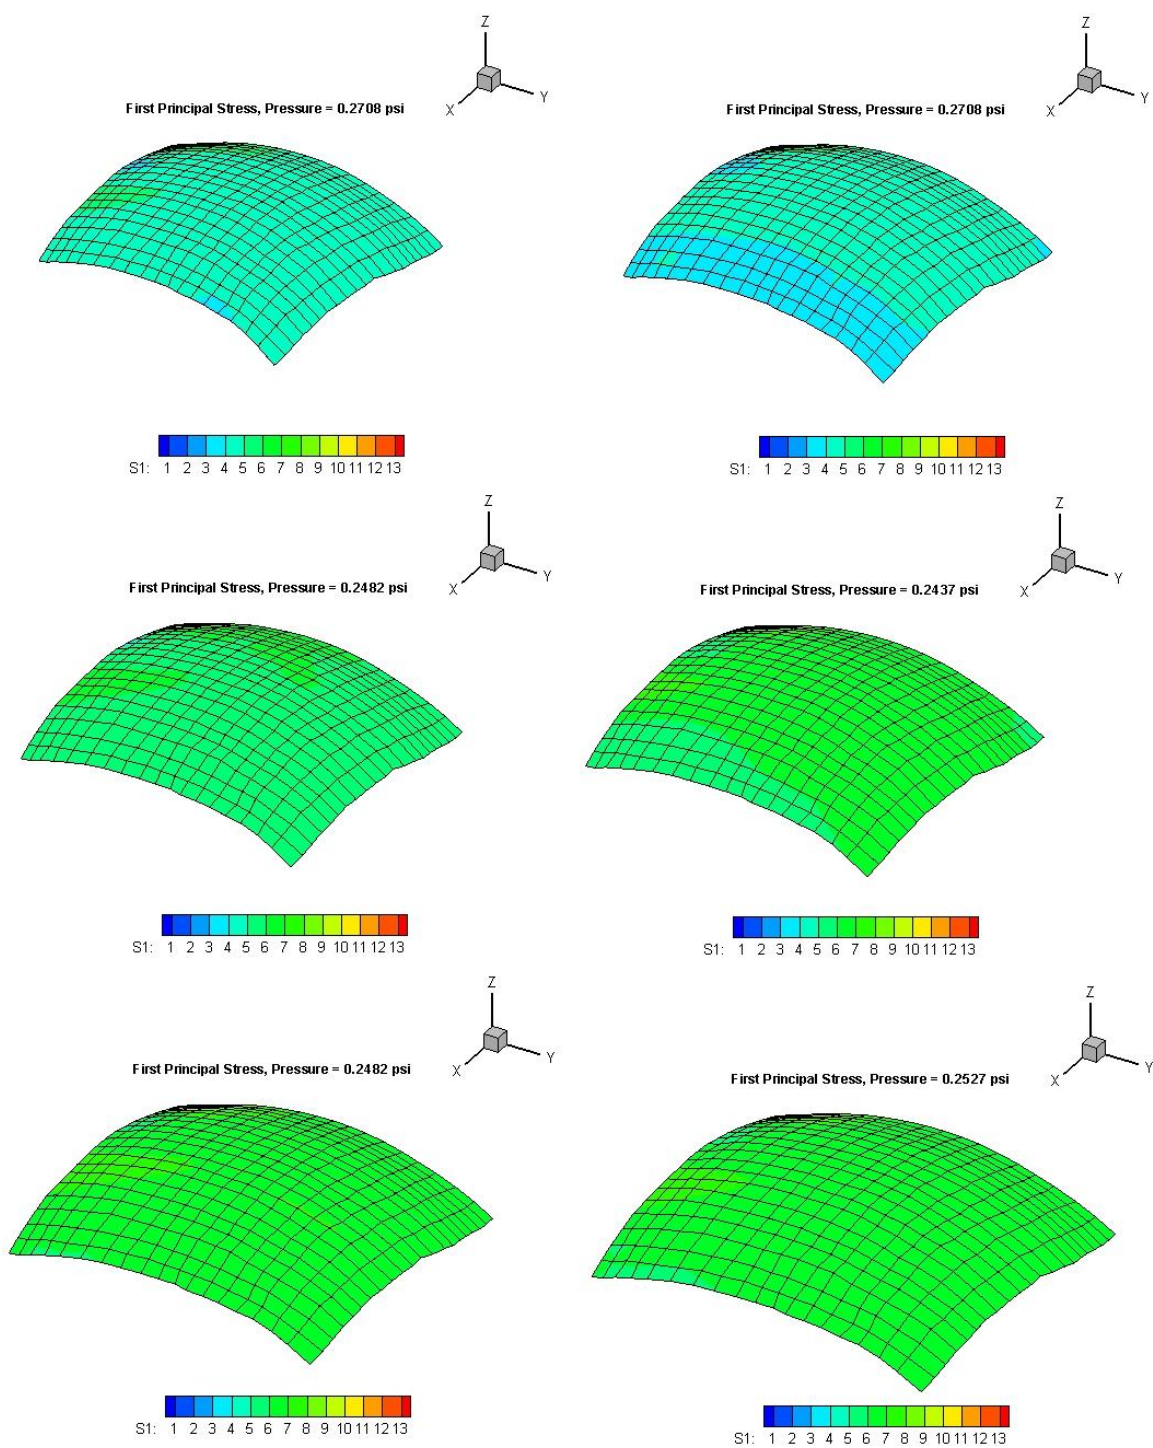 Z
X
Y
First Principal Stress, Pressure = 0.2708 psi
S1: 1 2 3 4 5 6 7 8 9 10 11 12 13
Z
X
Y
First Principal Stress, Pressure = 0.2708 psi
S1: 1 2 3 4 5 6 7 8 9 10 11 12 13
Z
X
Y
First Principal Stress, Pressure = 0.2482 psi
S1: 1 2 3 4 5 6 7 8 9 10 11 12 13
Z
X
Y
First Principal Stress, Pressure = 0.2437 psi
S1: 1 2 3 4 5 6 7 8 9 10 11 12 13
Z
X
Y
First Principal Stress, Pressure = 0.2482 psi
S1: 1 2 3 4 5 6 7 8 9 10 11 12 13
Z
X
Y
First Principal Stress, Pressure = 0.2527 psi
S1: 1 2 3 4 5 6 7 8 9 10 11 12 13